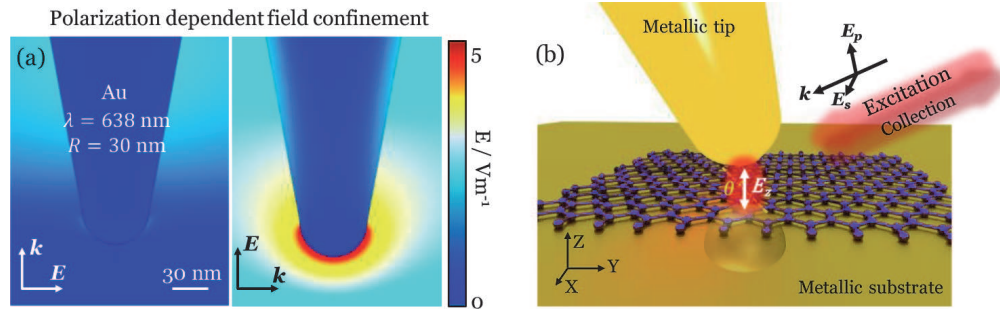 Polarization dependent field confinement
(a)
Au
λ = 638 nm
R = 30 nm
k
E
30 nm
E
k
5
E / Vm⁻¹
0
(b)
Metallic tip
E_p
k
E_s
Excitation
Collection
θ
E_z
Z
Y
X
Metallic substrate